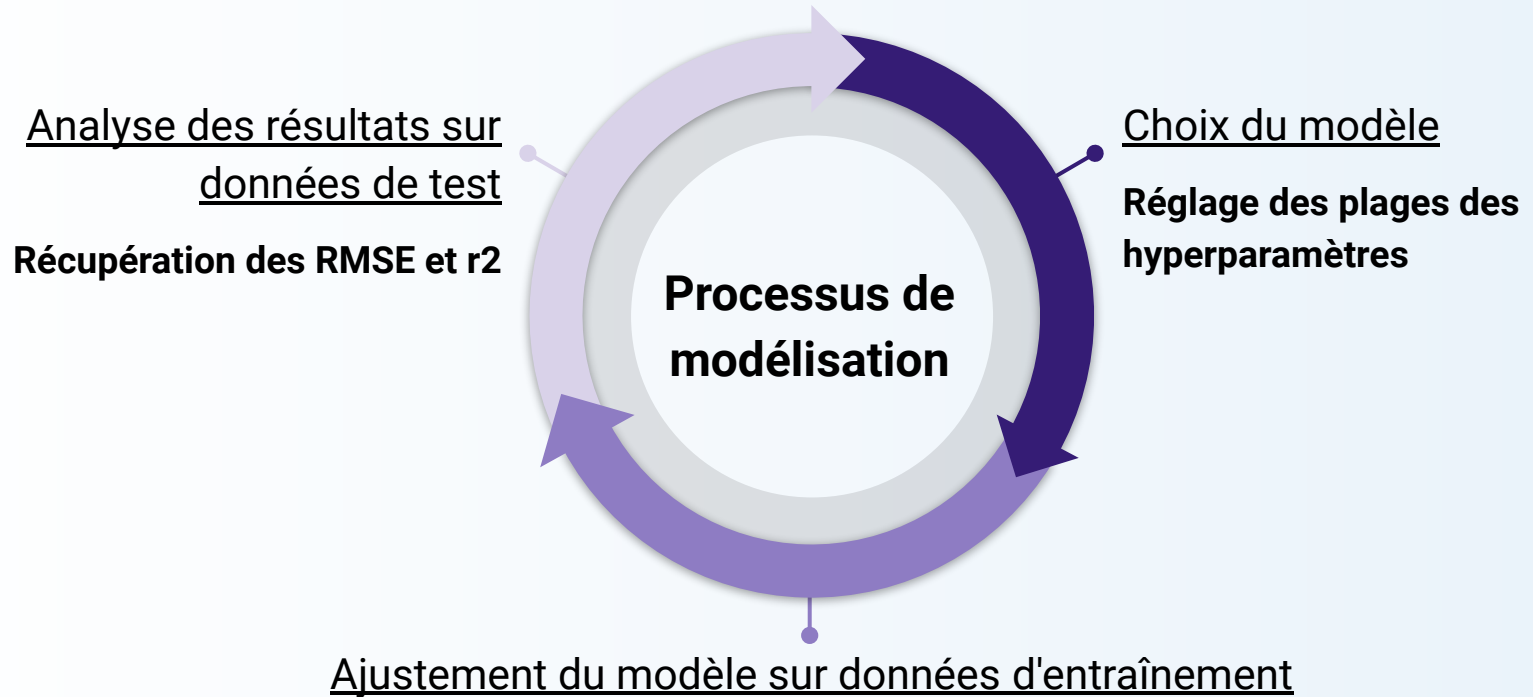 Analyse des résultats sur
données de test
Récupération des RMSE et r2
Choix du modèle
Réglage des plages des
hyperparamètres
Processus de
modélisation
Ajustement du modèle sur données d'entraînement